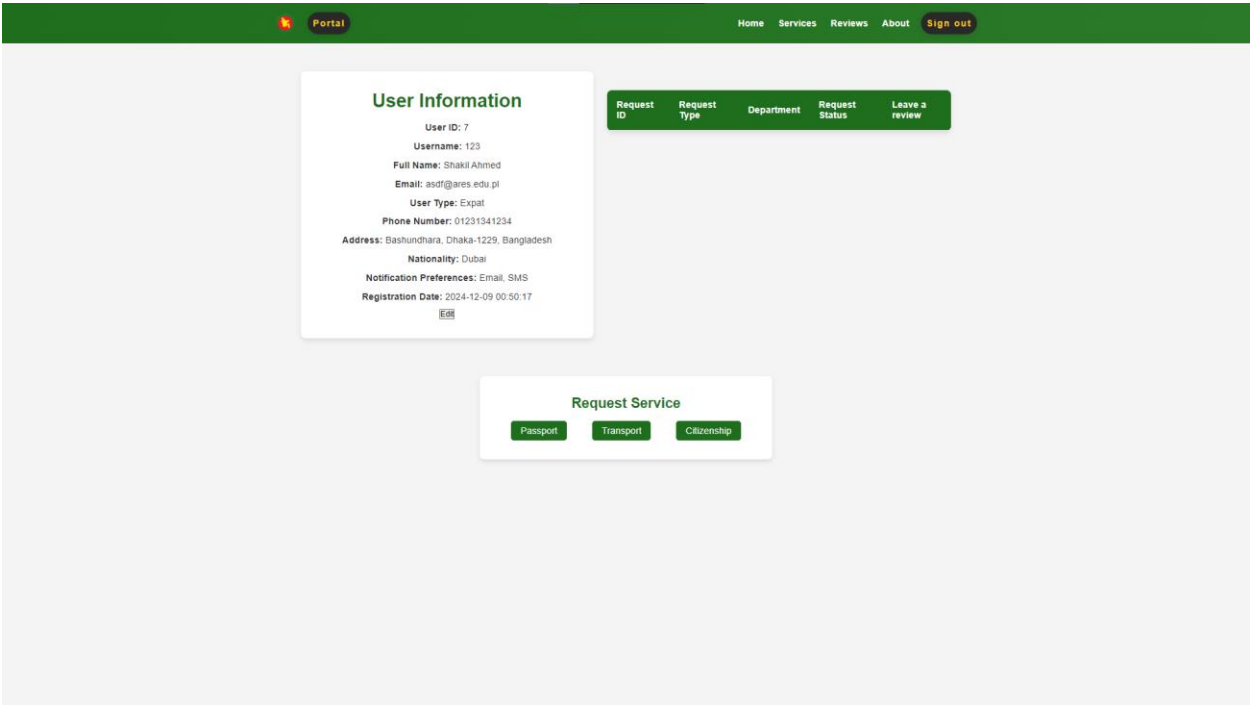 Portal
Home Services Reviews About Sign out
User Information
User ID: 7
Username: 123
Full Name: Shakil Ahmed
Email: asdf@ares.edu.pl
User Type: Expat
Phone Number: 01231341234
Address: Bashundhara, Dhaka-1229, Bangladesh
Nationality: Dubai
Notification Preferences: Email, SMS
Registration Date: 2024-12-09 00:50:17
Edit
Request ID Request Type Department Request Status Leave a review
Request Service
Passport Transport Citizenship